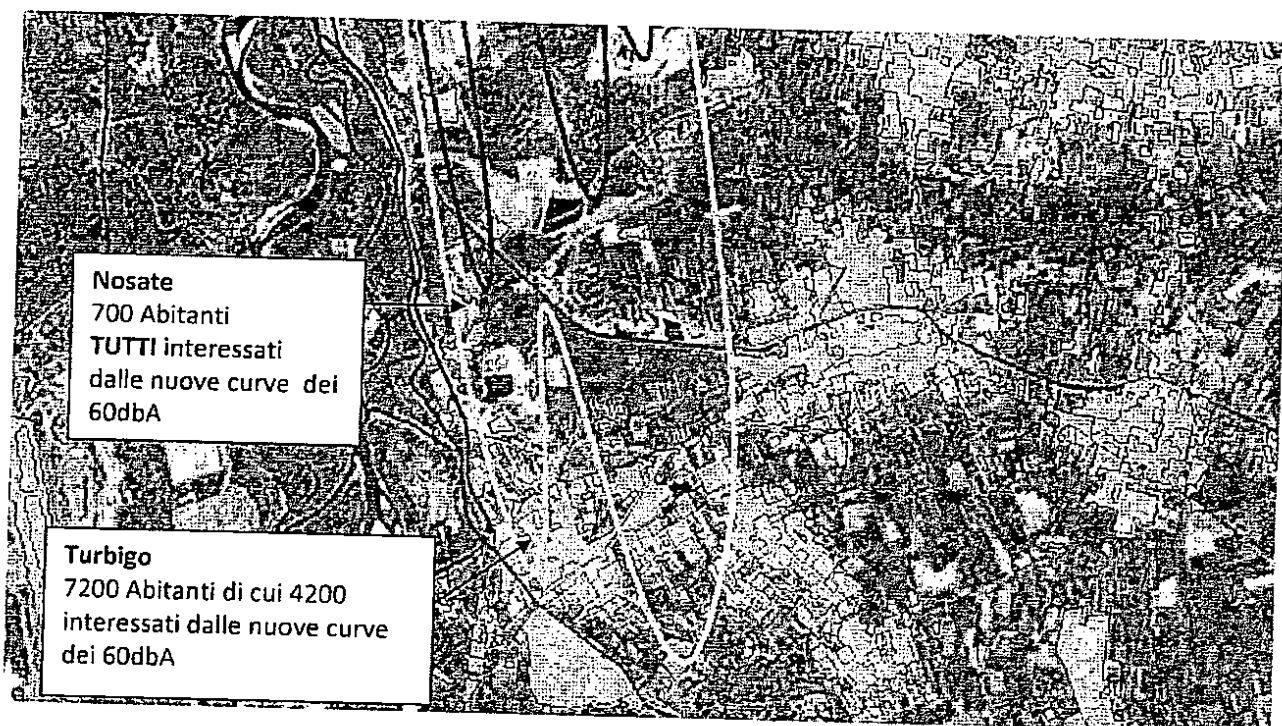 Nosate
700 Abitanti
TUTTI interessati
dalle nuove curve dei
60dbA
Turbigo
7200 Abitanti di cui 4200
interessati dalle nuove curve
dei 60dbA